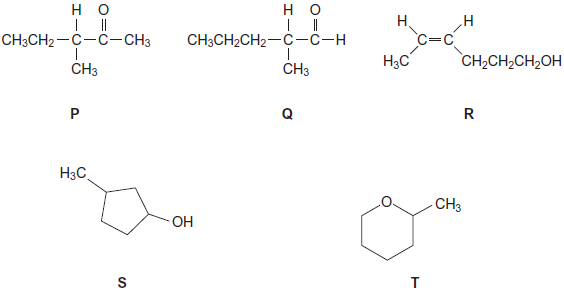 H O
CH₃CH₂–C–C–CH₃
CH₃
P
H O
CH₃CH₂CH₂–C–C–H
CH₃
Q
H H
C=C
H₃C CH₂CH₂CH₂OH
R
H₃C
OH
S
O CH₃
T